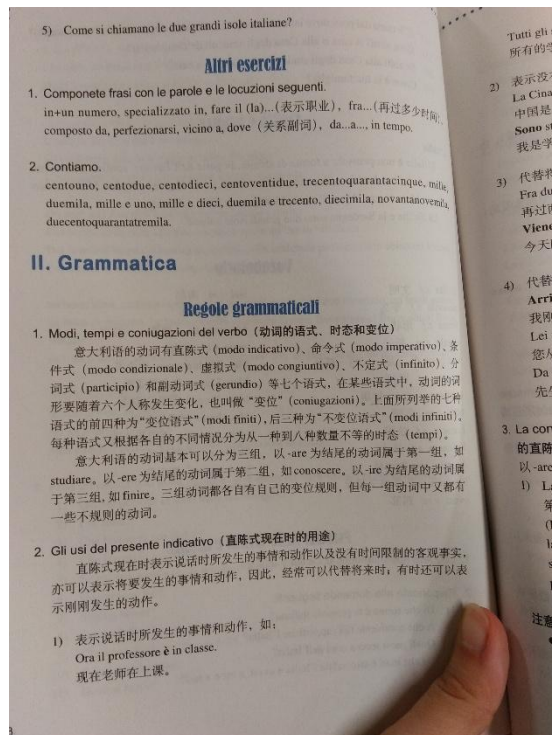 5) Come si chiamano le due grandi isole italiane?
Altri esercizi
1. Componete frasi con le parole e le locuzioni seguenti.
in+un numero, specializzato in, fare il (la)...(表示职业), fra...(再过多少时间),
composto da, perfezionarsi, vicino a, dove (关系副词), da...a..., in tempo.
2. Contiamo.
centouno, centodue, centodieci, centoventidue, trecentoquarantacinque, mille,
duemila, mille e uno, mille e dieci, duemila e trecento, diecimila, novantanovemila,
duecentoquarantatremila.
II. Grammatica
Regole grammaticali
1. Modi, tempi e coniugazioni del verbo (动词的语式、时态和变位)
意大利语的动词有直陈式 (modo indicativo)、命令式 (modo imperativo)、条
件式 (modo condizionale)、虚拟式 (modo congiuntivo)、不定式 (infinito)、分
词式 (participio) 和副动词式 (gerundio) 等七个语式，在某些语式中，动词的词
形要随着六个人称发生变化，也叫做“变位” (coniugazioni)。上面所列举的七种
语式的前四种为“变位语式” (modi finiti)，后三种为“不变位语式” (modi infiniti)。
每种语式又根据各自的不同情况分为从一种到八种数量不等的时态 (tempi)。
意大利语的动词基本可以分为三组，以 -are 为结尾的动词属于第一组，如
studiare。以 -ere 为结尾的动词属于第二组，如 conoscere。以 -ire 为结尾的动词属
于第三组，如 finire。三组动词都各自有自己的变位规则，但每一组动词中又都有
一些不规则的动词。
2. Gli usi del presente indicativo (直陈式现在时的用途)
直陈式现在时表示说话时所发生的事情和动作以及没有时间限制的客观事实，
亦可以表示将要发生的事情和动作，因此，经常可以代替将来时；有时还可以表
示刚刚发生的动作。
1) 表示说话时所发生的事情和动作，如：
Ora il professore è in classe.
现在老师在上课。
Tutti gli
所有的学
2) 表示没
La Cina
中国是
Sono st
我是学
3) 代替将
Fra du
再过两
Viene
今天
4) 代替
Arri
我刚
Lei
您从
Da
先生
3. La con
的直陈
以-are
1) L
第
注意